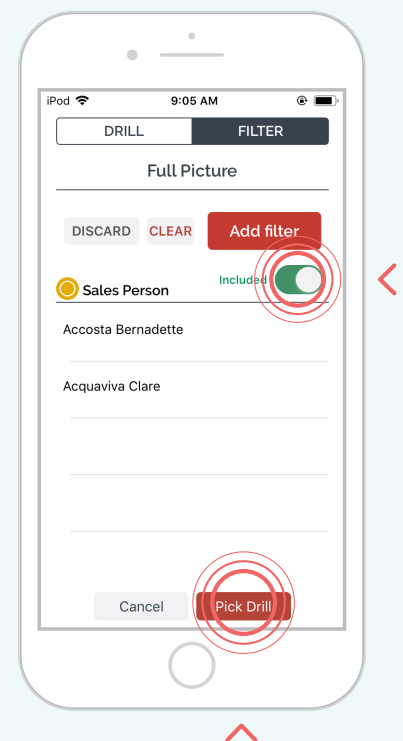 iPod 9:05 AM
DRILL FILTER
Full Picture
DISCARD CLEAR Add filter
Included
Sales Person
Accosta Bernadette
Acquaviva Clare
Cancel Pick Drill